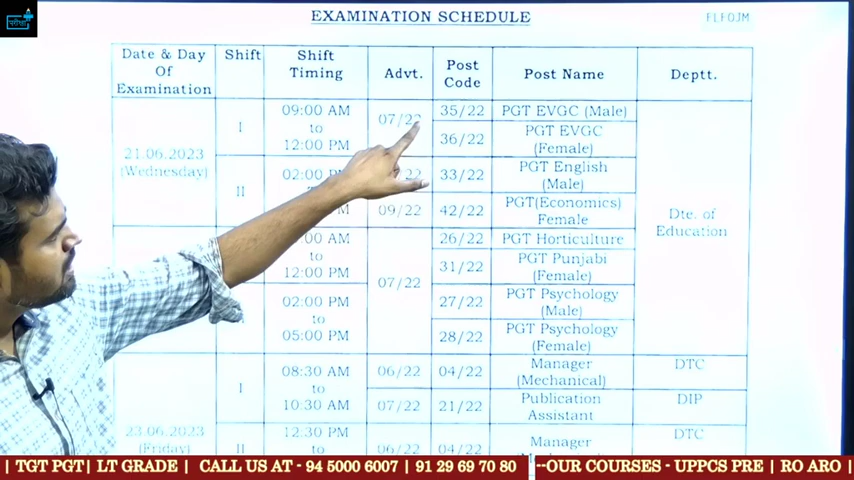 परीक्षा
EXAMINATION SCHEDULE
FLFOJM
Date & Day Of Examination | Shift | Shift Timing | Advt. | Post Code | Post Name | Deptt.
21.06.2023 (Wednesday)
I | 09:00 AM to 12:00 PM | 07/22 | 35/22 | PGT EVGC (Male)
36/22 | PGT EVGC (Female)
II | 02:00 PM | 33/22 | PGT English (Male)
09/22 | 42/22 | PGT(Economics) Female
Dte. of Education
:00 AM to 12:00 PM | 07/22 | 26/22 | PGT Horticulture
31/22 | PGT Punjabi (Female)
02:00 PM to 05:00 PM | 27/22 | PGT Psychology (Male)
28/22 | PGT Psychology (Female)
23.06.2023 (Friday)
I | 08:30 AM to 10:30 AM | 06/22 | 04/22 | Manager (Mechanical) | DTC
07/22 | 21/22 | Publication Assistant | DIP
II | 12:30 PM to | 06/22 | 04/22 | Manager | DTC
| TGT PGT| LT GRADE | CALL US AT - 94 5000 6007 | 91 29 69 70 80 --OUR COURSES - UPPCS PRE | RO ARO |